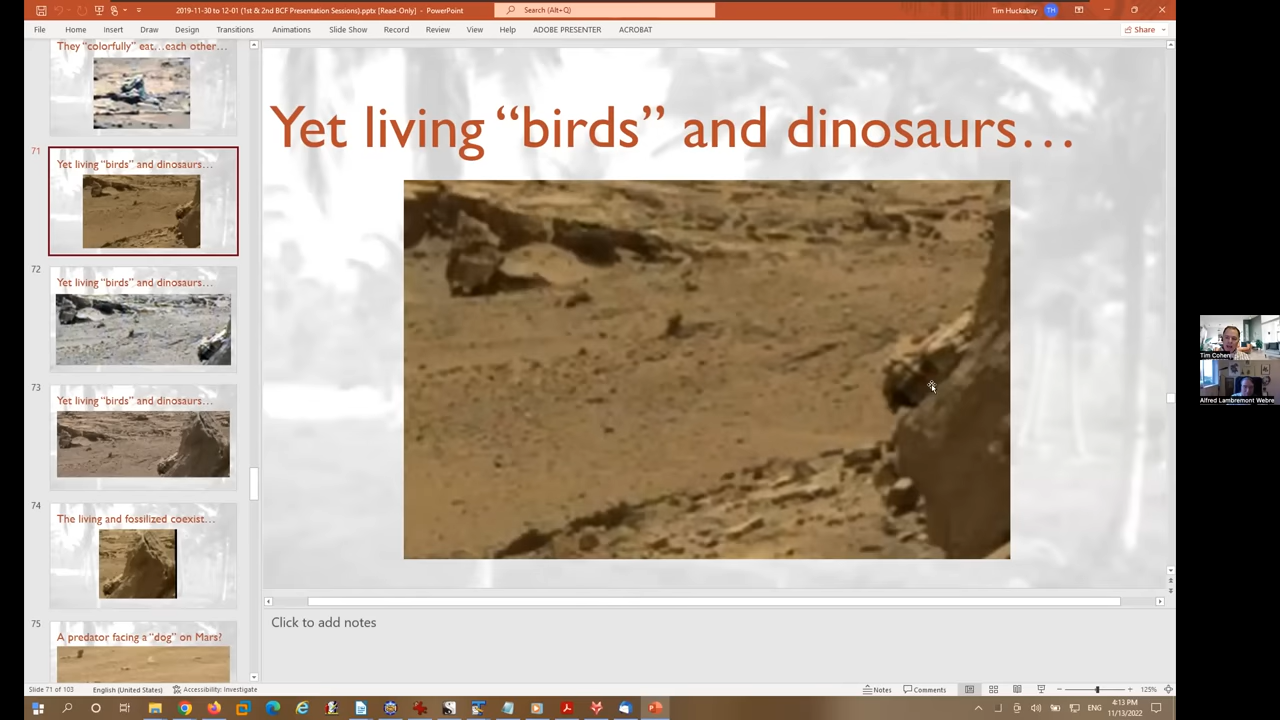 2019-11-30 to 12-01 (1st & 2nd BCF Presentation Sessions).pptx [Read-Only] - PowerPoint
Search (Alt+Q)
Tim Huckabay
TH
File Home Insert Draw Design Transitions Animations Slide Show Record Review View Help ADOBE PRESENTER ACROBAT
Share
They “colorfully” eat…each other…
71
Yet living “birds” and dinosaurs…
72
Yet living “birds” and dinosaurs…
73
Yet living “birds” and dinosaurs…
74
The living and fossilized coexist…
75
A predator facing a “dog” on Mars?
Yet living “birds” and dinosaurs…
Click to add notes
Tim Cohen
Alfred Lambremont Webre
Slide 71 of 103 English (United States) Accessibility: Investigate
Notes Comments 125%
ENG
4:13 PM
11/13/2022